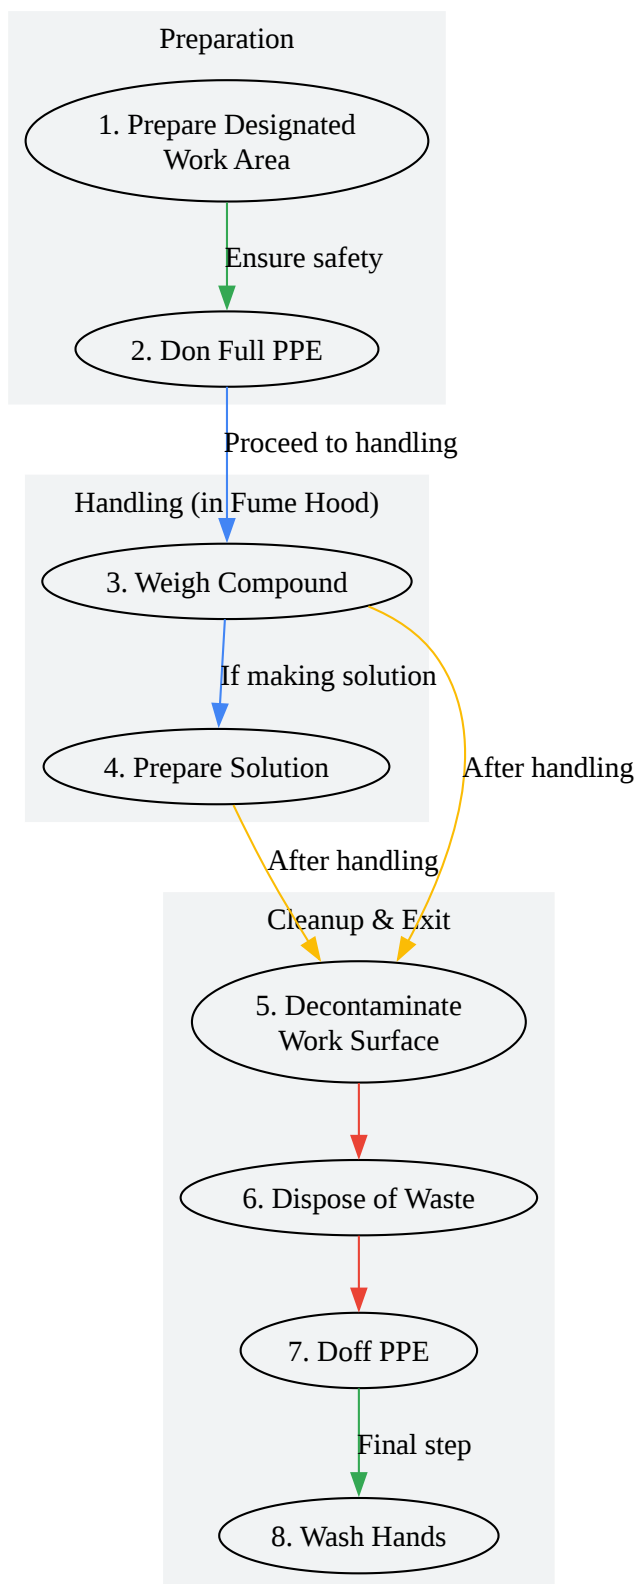 Preparation
1. Prepare Designated
Work Area
Ensure safety
2. Don Full PPE
Proceed to handling
Handling (in Fume Hood)
3. Weigh Compound
If making solution
4. Prepare Solution
After handling
After handling
Cleanup & Exit
5. Decontaminate
Work Surface
6. Dispose of Waste
7. Doff PPE
Final step
8. Wash Hands